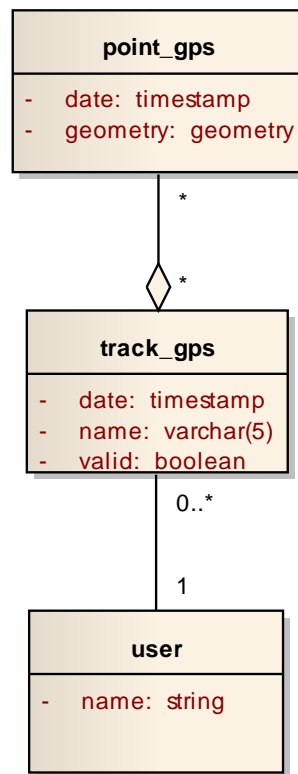 point_gps
- date: timestamp
- geometry: geometry
*
*
track_gps
- date: timestamp
- name: varchar(5)
- valid: boolean
0..*
1
user
- name: string